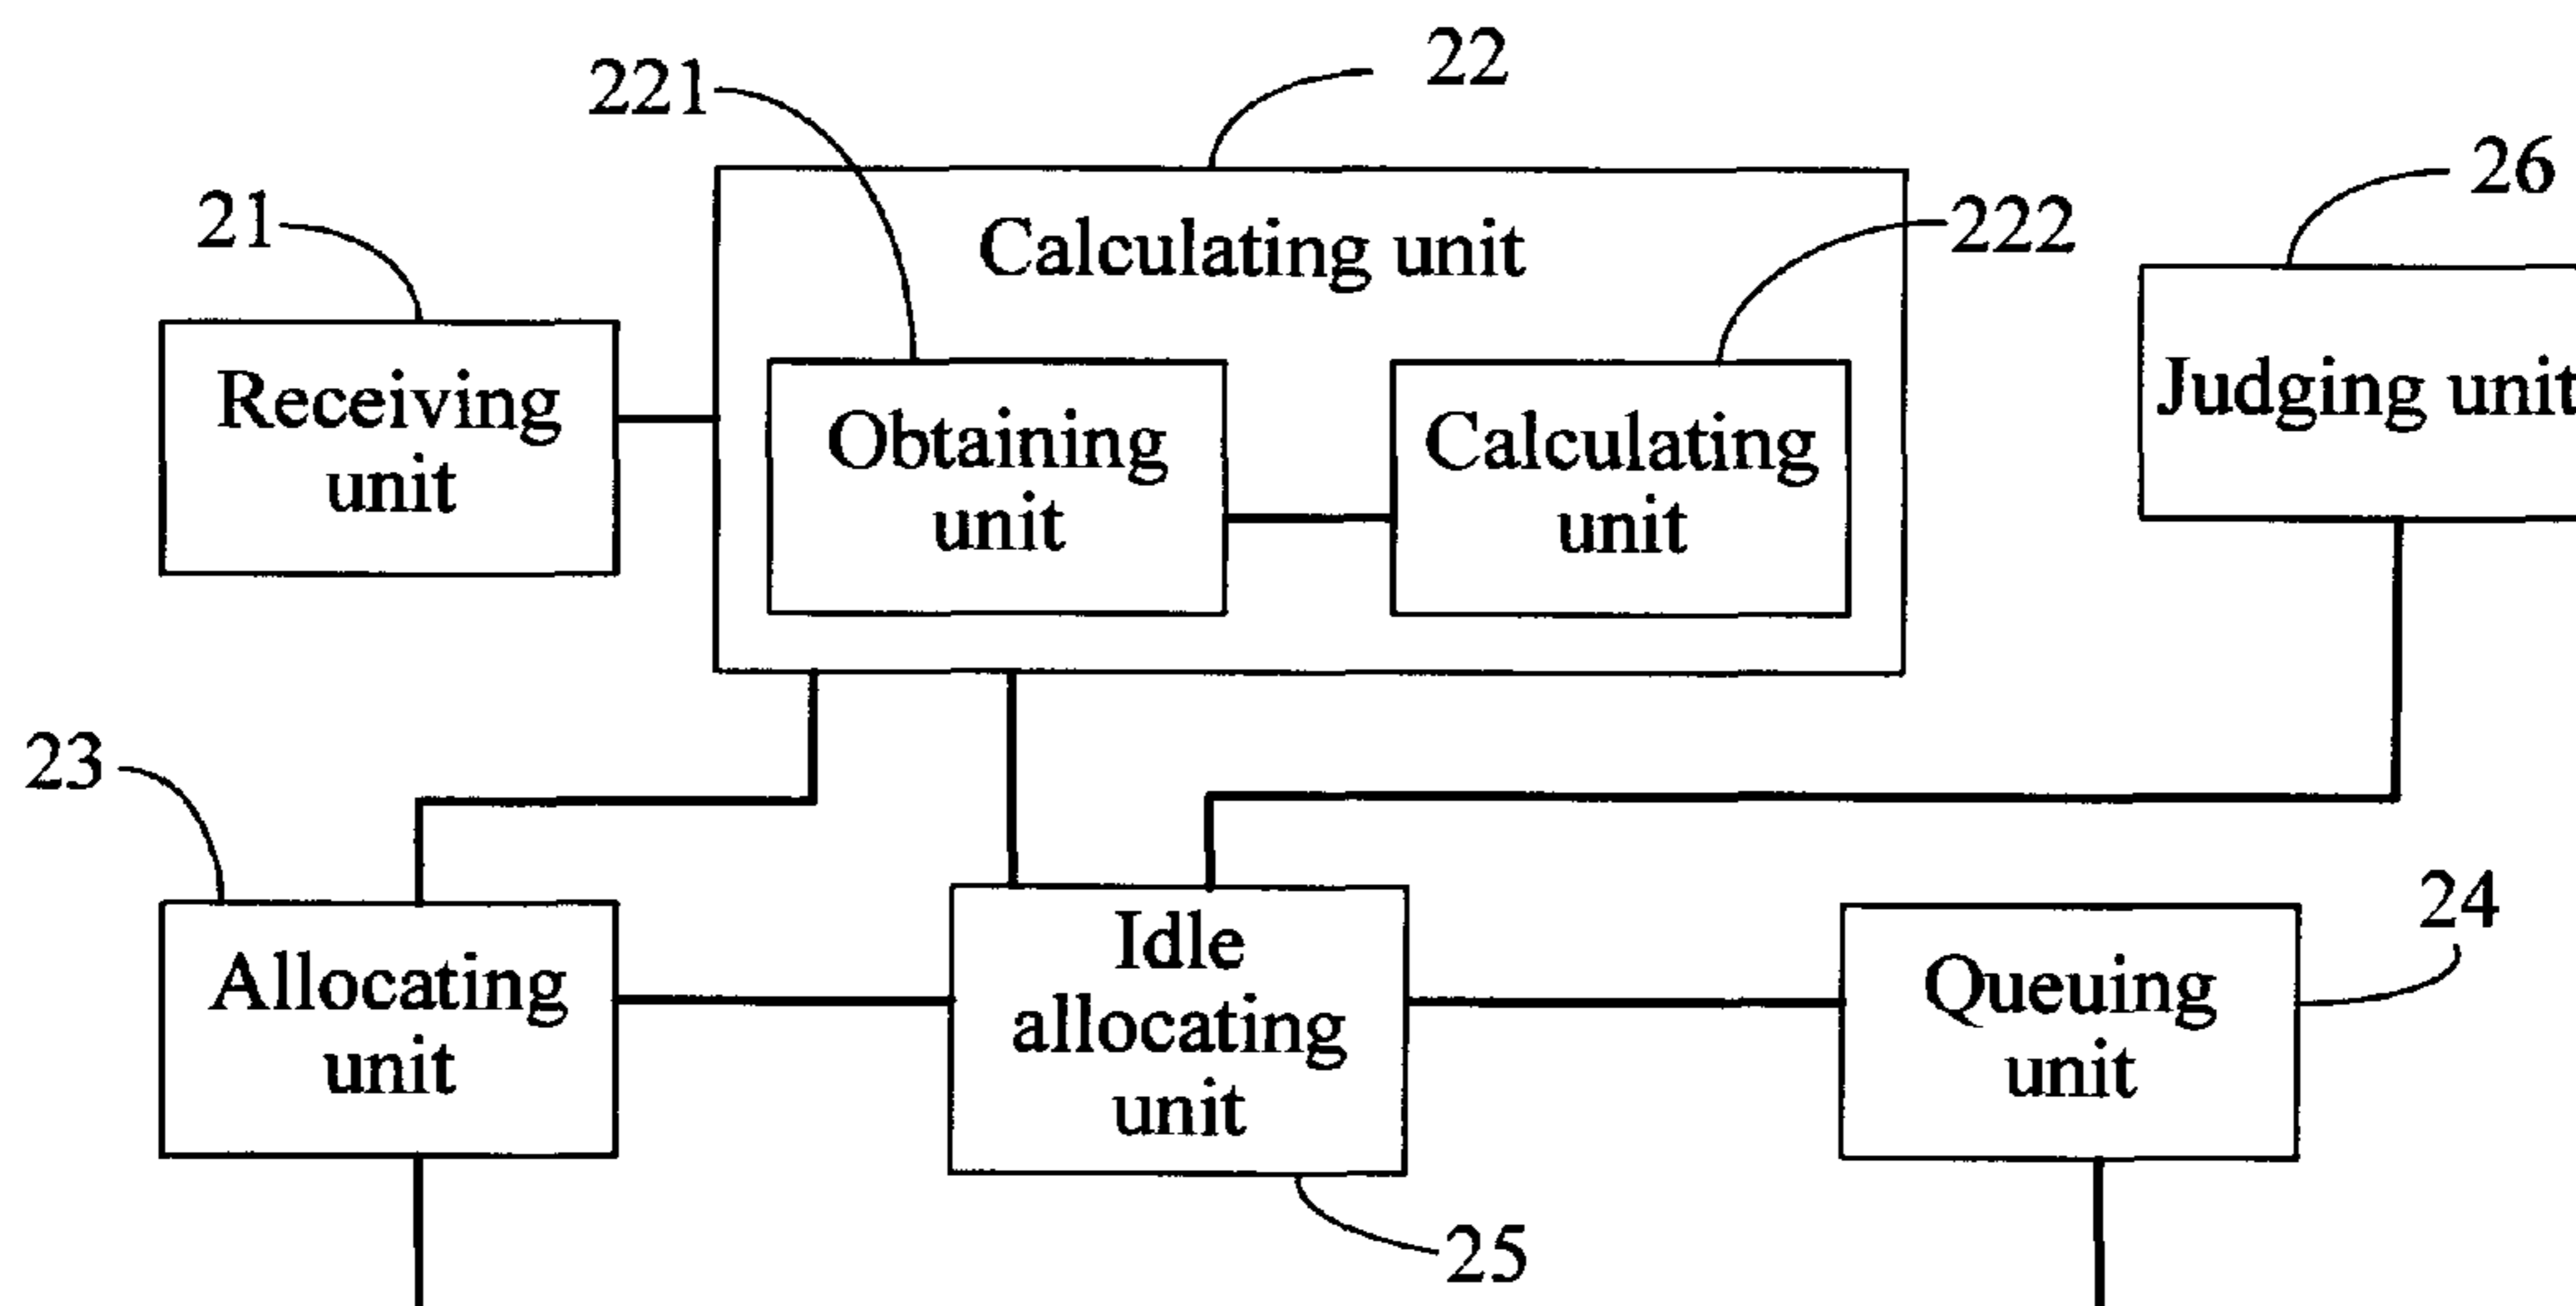 22
221
26
21
222
Calculating unit
Receiving
unit
Judging unit
Obtaining
unit
Calculating
unit
23
24
Allocating
unit
Idle
allocating
unit
Queuing
unit
25